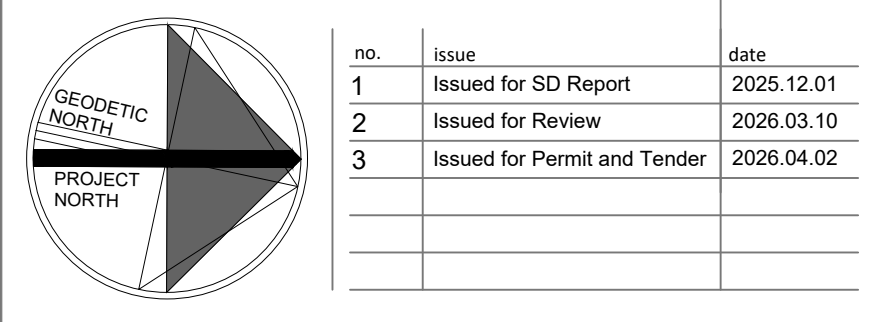 GEODETIC
NORTH
PROJECT
NORTH
no. issue date
1 Issued for SD Report 2025.12.01
2 Issued for Review 2026.03.10
3 Issued for Permit and Tender 2026.04.02